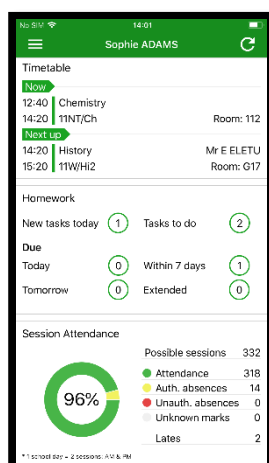 No SIM 14:01
Sophie ADAMS
Timetable
Now
12:40 Chemistry
14:20 11NT/Ch Room: 112
Next up
14:20 History Mr E ELETU
15:20 11W/Hi2 Room: G17
Homework
New tasks today 1 Tasks to do 2
Due
Today 0 Within 7 days 1
Tomorrow 0 Extended 0
Session Attendance
Possible sessions 332
Attendance 318
Auth. absences 14
96%
Unauth. absences 0
Unknown marks 0
Lates 2
* 1 school day = 2 sessions: AM & PM